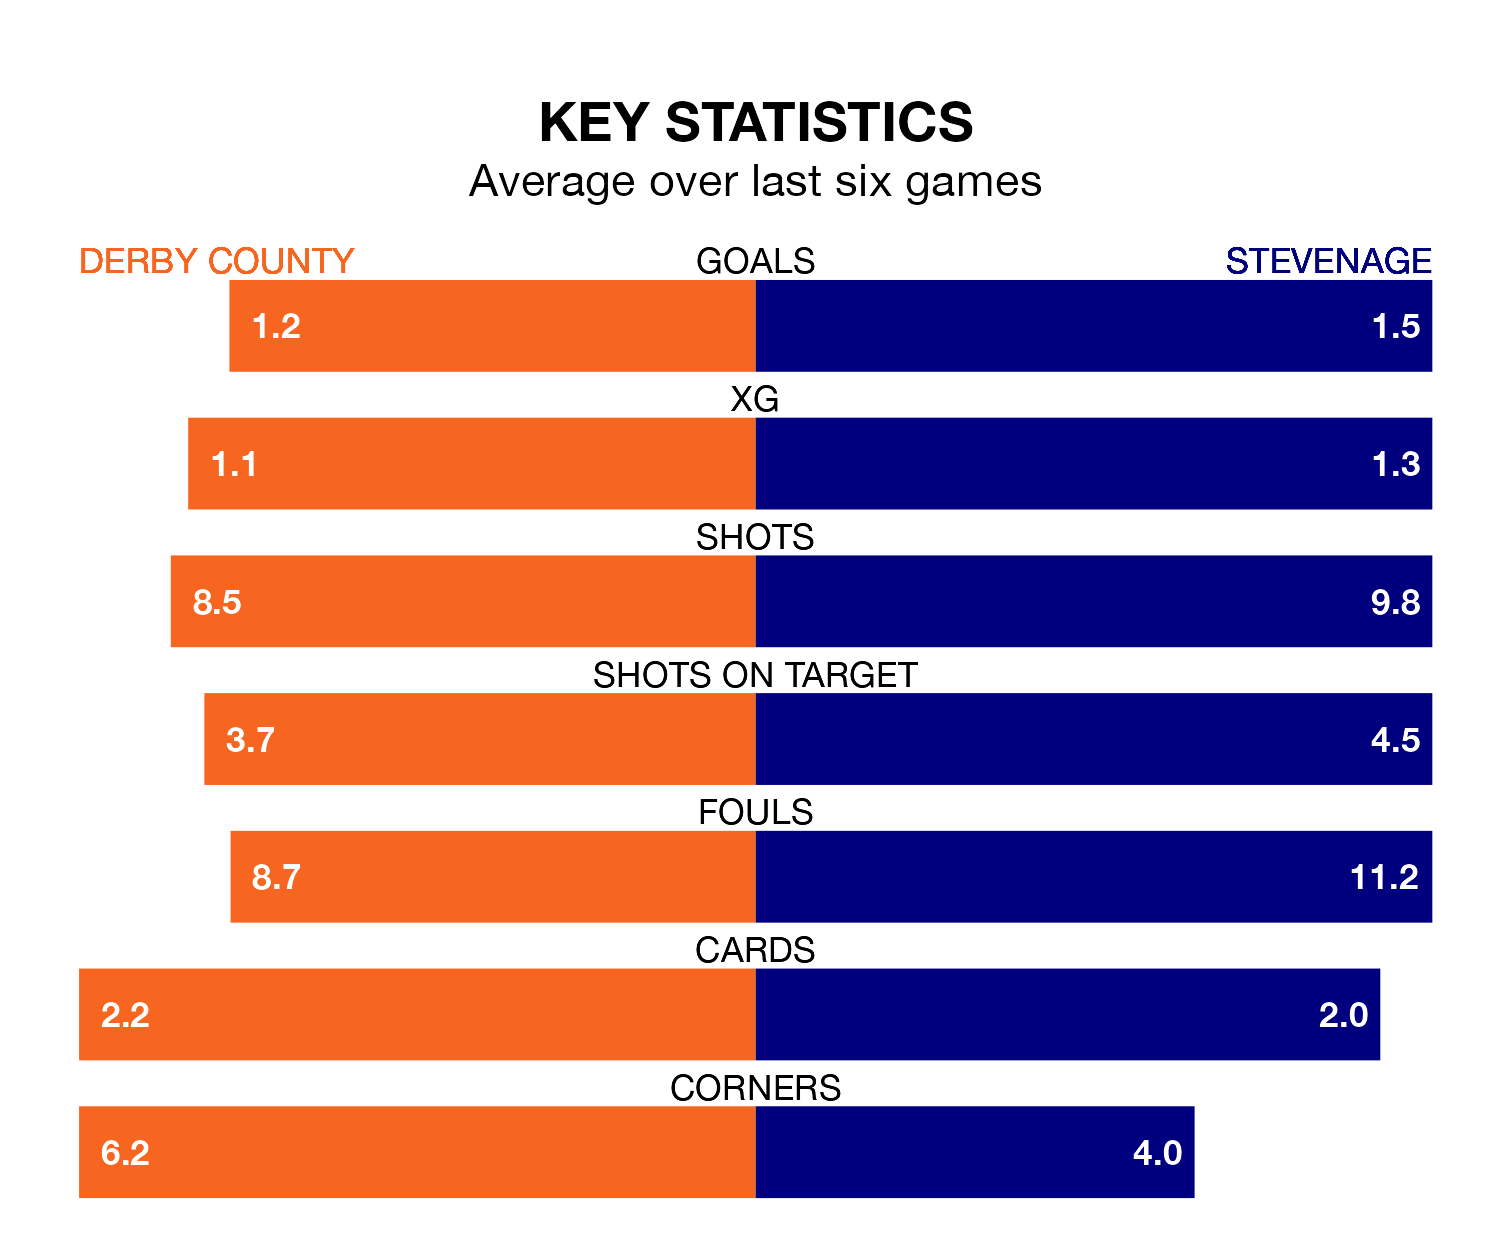 KEY STATISTICS
Average over last six games
DERBY COUNTY GOALS STEVENAGE
1.2 1.5
XG
1.1 1.3
SHOTS
8.5 9.8
SHOTS ON TARGET
3.7 4.5
FOULS
8.7 11.2
CARDS
2.2 2.0
CORNERS
6.2 4.0